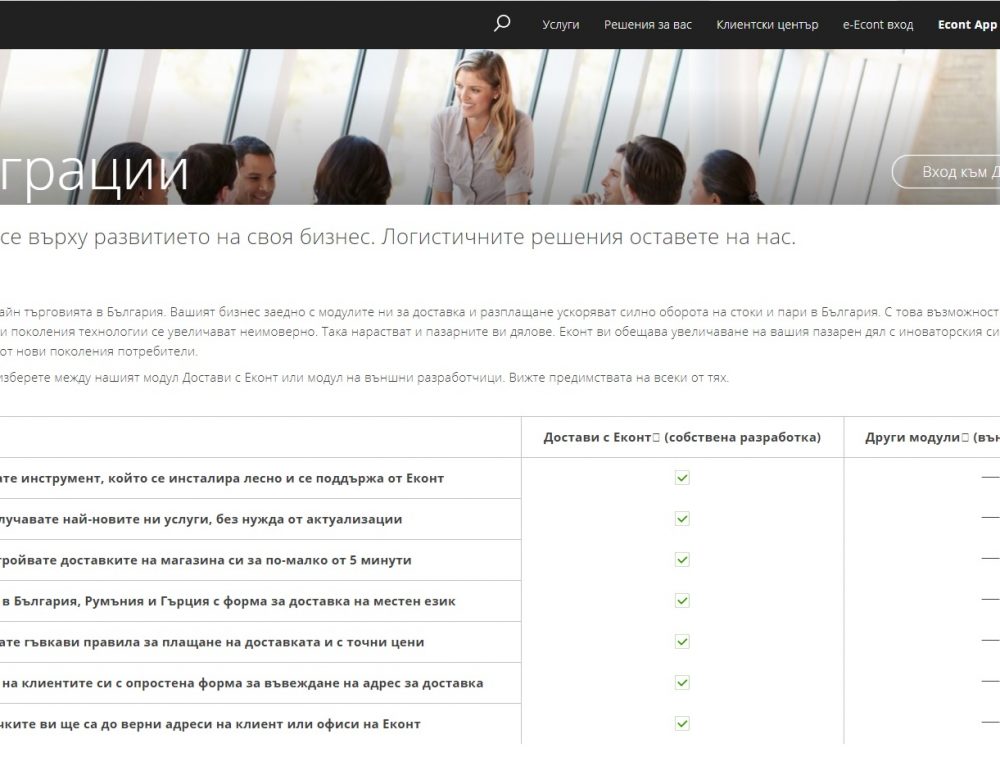 Услуги Решения за вас Клиентски център e-Econt вход Econt App
грации
Вход към Д
се върху развитието на своя бизнес. Логистичните решения оставете на нас.
айн търговията в България. Вашият бизнес заедно с модулите ни за доставка и разплащане ускоряват силно оборота на стоки и пари в България. С това възможност
и поколения технологии се увеличават неимоверно. Така нарастват и пазарните ви дялове. Еконт ви обещава увеличаване на вашия пазарен дял с иноваторския си
от нови поколения потребители.
изберете между нашият модул Достави с Еконт или модул на външни разработчици. Вижте предимствата на всеки от тях.
Достави с Еконт (собствена разработка) Други модули (вън
ате инструмент, който се инсталира лесно и се поддържа от Еконт
лучавате най-новите ни услуги, без нужда от актуализации
тройвате доставките на магазина си за по-малко от 5 минути
в България, Румъния и Гърция с форма за доставка на местен език
ате гъвкави правила за плащане на доставката и с точни цени
на клиентите си с опростена форма за въвеждане на адрес за доставка
чките ви ще са до верни адреси на клиент или офиси на Еконт